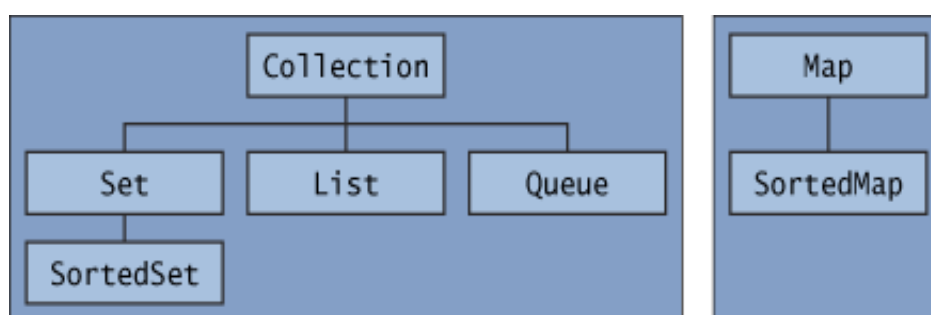 Collection
Map
Set
List
Queue
SortedMap
SortedSet